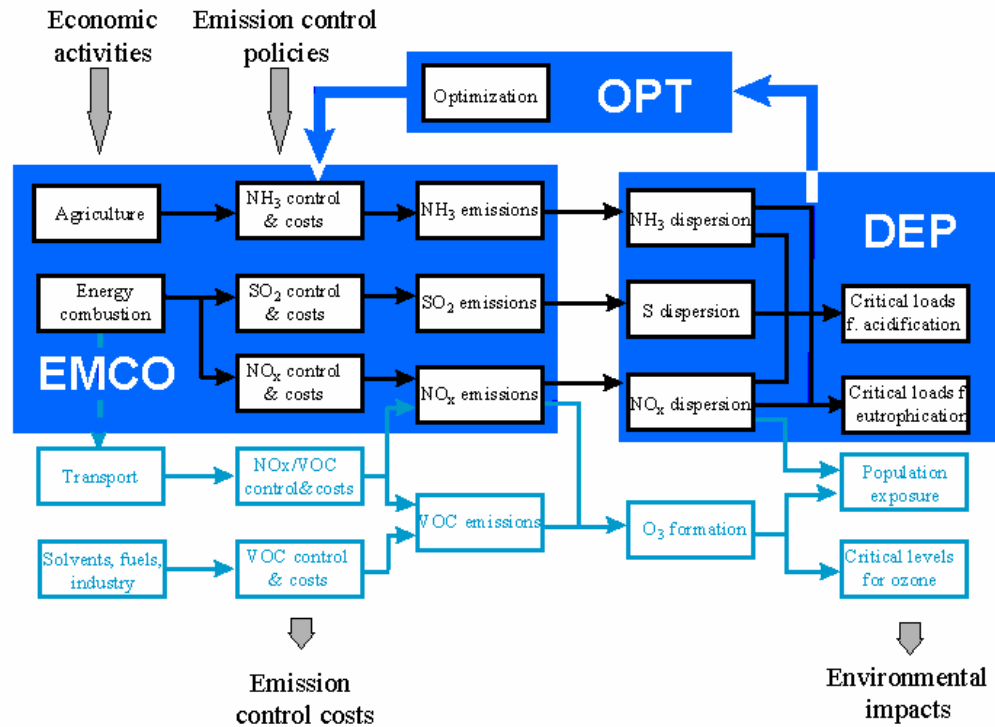 Economic
activities
Emission control
policies
Optimization
OPT
Agriculture
NH₃ control
& costs
NH₃ emissions
NH₃ dispersion
DEP
Energy
combustion
SO₂ control
& costs
SO₂ emissions
S dispersion
Critical loads
f. acidification
EMCO
NOₓ control
& costs
NOₓ emissions
NOₓ dispersion
Critical loads f
eutrophication
Transport
NOx/VOC
control& costs
VOC emissions
O₃ formation
Population
exposure
Solvents, fuels,
industry
VOC control
& costs
Critical levels
for ozone
Emission
control costs
Environmental
impacts